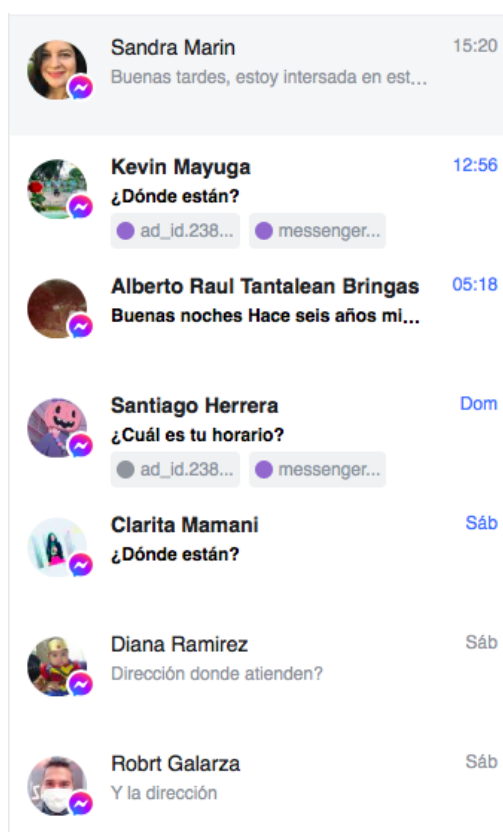 Sandra Marin 15:20
Buenas tardes, estoy intersada en est...
Kevin Mayuga 12:56
¿Dónde están?
ad_id.238... messenger...
Alberto Raul Tantalean Bringas 05:18
Buenas noches Hace seis años mi...
Santiago Herrera Dom
¿Cuál es tu horario?
ad_id.238... messenger...
Clarita Mamani Sáb
¿Dónde están?
Diana Ramirez Sáb
Dirección donde atienden?
Robrt Galarza Sáb
Y la dirección